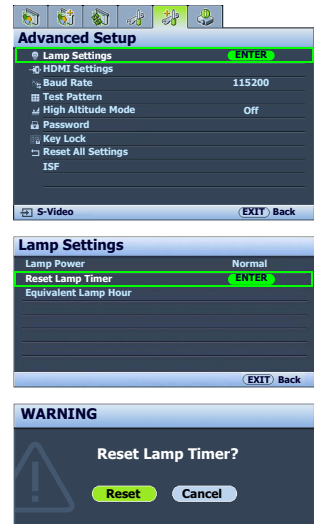 Advanced Setup
Lamp Settings ENTER
HDMI Settings
Baud Rate 115200
Test Pattern
High Altitude Mode Off
Password
Key Lock
Reset All Settings
ISF
S-Video EXIT Back
Lamp Settings
Lamp Power Normal
Reset Lamp Timer ENTER
Equivalent Lamp Hour
EXIT Back
WARNING
Reset Lamp Timer?
Reset Cancel